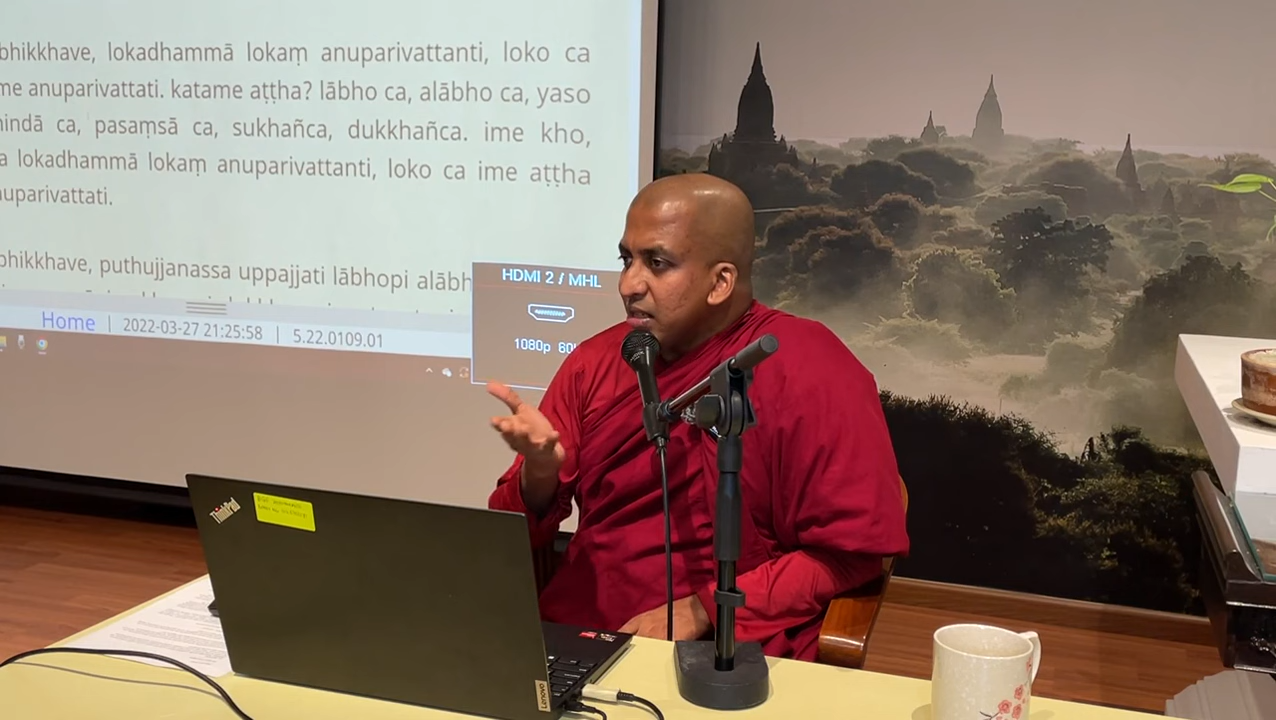 bhikkhave, lokadhammā lokaṃ anuparivattanti, loko ca
me anuparivattati. katame aṭṭha? lābho ca, alābho ca, yaso
nindā ca, pasaṃsā ca, sukhañca, dukkhañca. ime kho,
a lokadhammā lokaṃ anuparivattanti, loko ca ime aṭṭha
nuparivattati.
bhikkhave, puthujjanassa uppajjati lābhopi alābh
HDMI 2 / MHL
1080p 60
Home | 2022-03-27 21:25:58 | 5.22.0109.01
ThinkPad
Lenovo